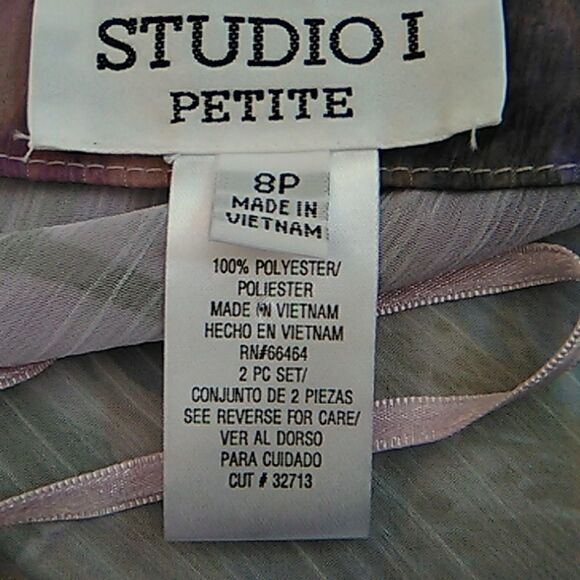 STUDIO I
PETITE
8P
MADE IN
VIETNAM
100% POLYESTER/
POLIESTER
MADE IN VIETNAM
HECHO EN VIETNAM
RN#66464
2 PC SET/
CONJUNTO DE 2 PIEZAS
SEE REVERSE FOR CARE/
VER AL DORSO
PARA CUIDADO
CUT # 32713